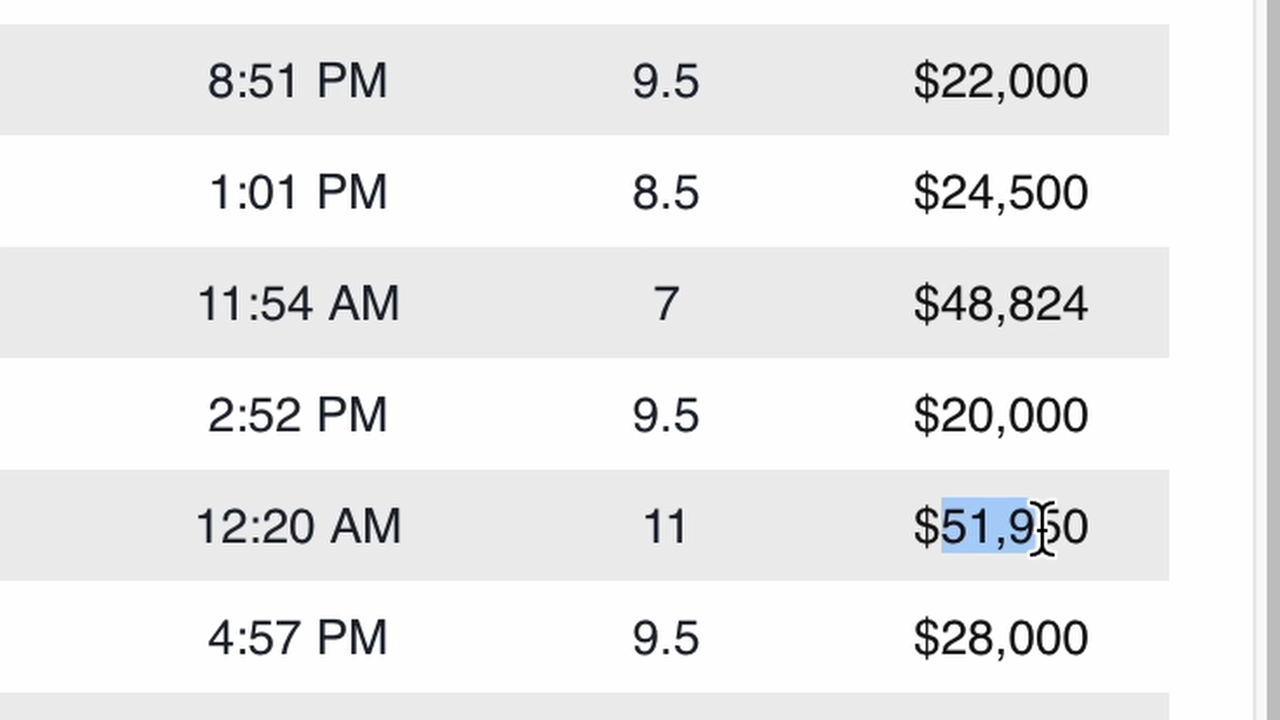 8:51 PM 9.5 $22,000
1:01 PM 8.5 $24,500
11:54 AM 7 $48,824
2:52 PM 9.5 $20,000
12:20 AM 11
4:57 PM 9.5 $28,000